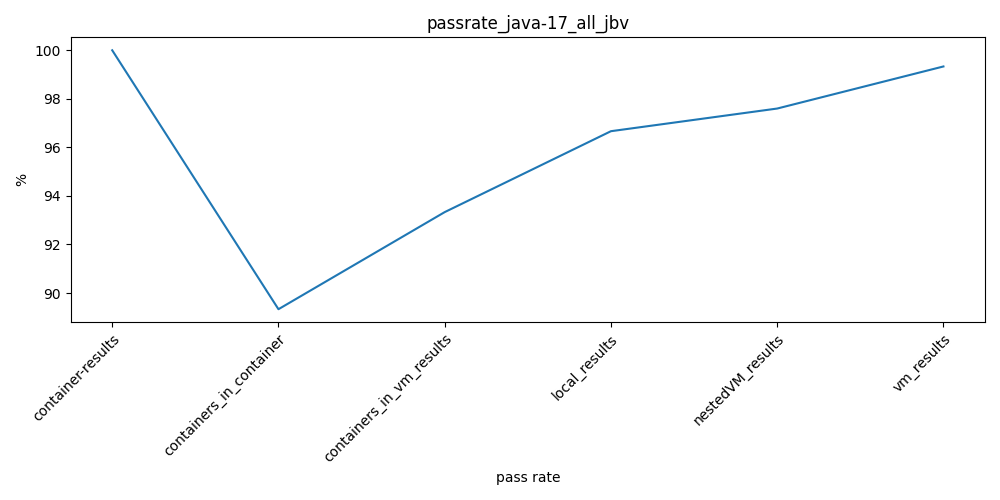 passrate_java-17_all_jbv
100
98
96
94
92
90
%
container-results
containers_in_container
containers_in_vm_results
local_results
nestedVM_results
vm_results
pass rate